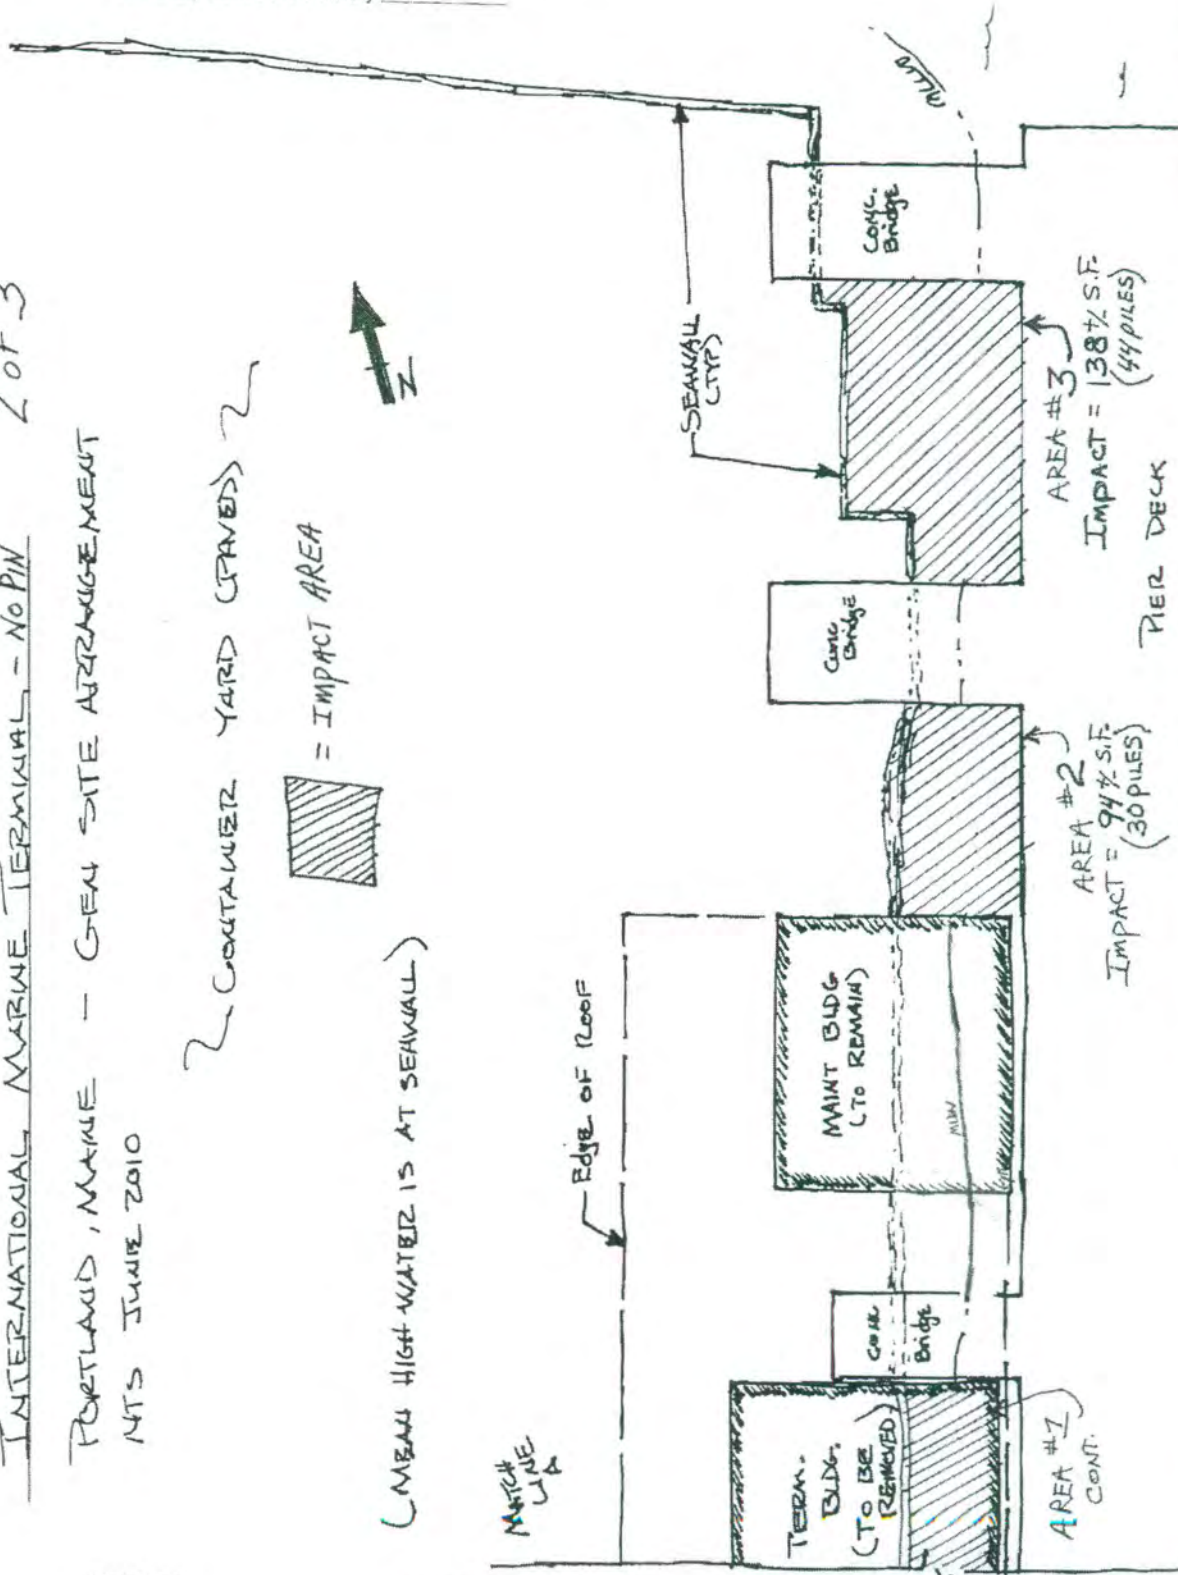 INTERNATIONAL MARINE TERMINAL - NO PIN
2 OF 3
PORTLAND, MAINE - GEN SITE ARRANGEMENT
NTS JUNE 2010
CONTAINER YARD (PAVED)
= IMPACT AREA
N
(MEAN HIGH WATER IS AT SEAWALL)
Edge of Roof
SEAWALL
(TYP)
MATCH
LINE
A
TERM.
BLDG.
(TO BE
REMOVED)
CONC
Bridge
MAINT BLDG
(TO REMAIN)
MLW
Conc
Bridge
CONC.
Bridge
AREA #1
CONT.
AREA #2
IMPACT = 94 +/- S.F.
(30 PILES)
AREA #3
IMPACT = 138 +/- S.F.
(44 PILES)
PIER DECK